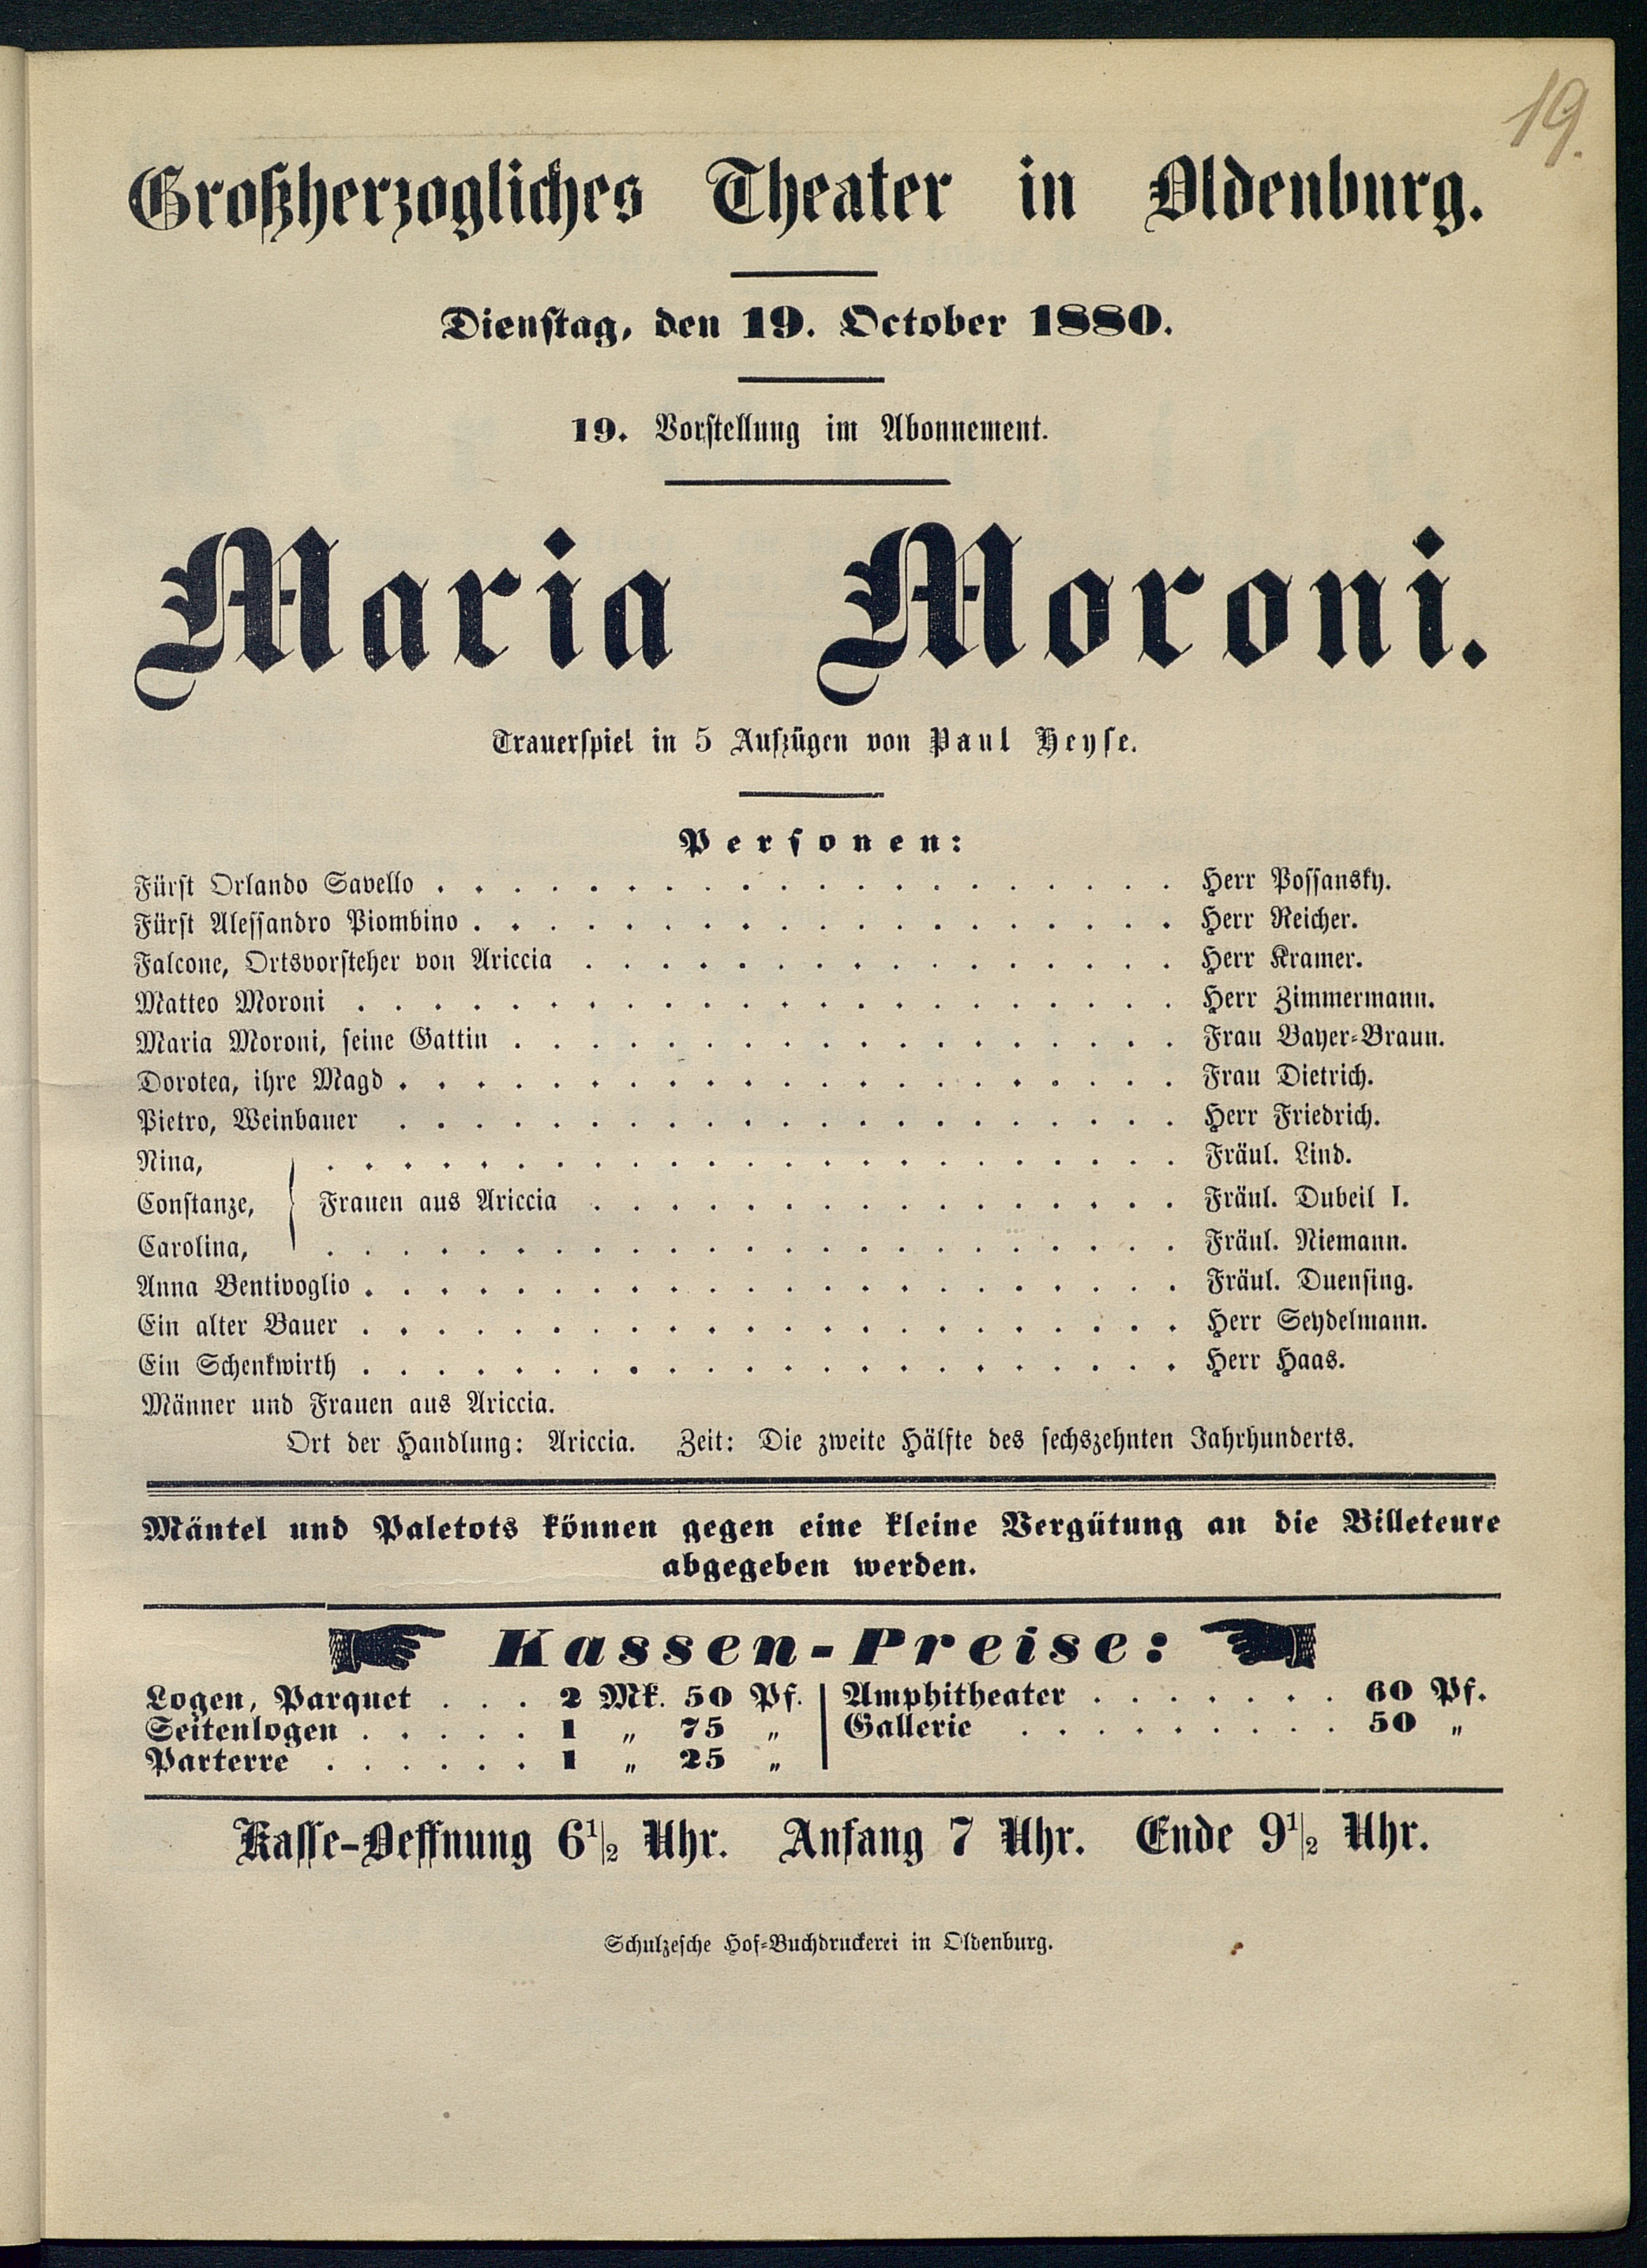 19.
Großherzogliches Theater in Oldenburg.
Dienstag, den 19. October 1880.
19. Vorstellung im Abonnement.
Maria Moroni.
Trauerspiel in 5 Aufzügen von Paul Heyse.
Personen:
Fürst Orlando Savello . . . . . . . . . . . . . . . . . . . . Herr Possansky.
Fürst Alessandro Piombino . . . . . . . . . . . . . . . . . . . Herr Reicher.
Falcone, Ortsvorsteher von Ariccia . . . . . . . . . . . . . . . . Herr Kramer.
Matteo Moroni . . . . . . . . . . . . . . . . . . . . . . Herr Zimmermann.
Maria Moroni, seine Gattin . . . . . . . . . . . . . . . . . . Frau Bayer-Braun.
Dorotea, ihre Magd . . . . . . . . . . . . . . . . . . . . . Frau Dietrich.
Pietro, Weinbauer . . . . . . . . . . . . . . . . . . . . . Herr Friedrich.
Nina, . . . . . . . . . . . . . . . . . . . . . . . Fräul. Lind.
Constanze, Frauen aus Ariccia . . . . . . . . . . . . . . . . Fräul. Dubeil I.
Carolina, . . . . . . . . . . . . . . . . . . . . . . . Fräul. Niemann.
Anna Bentivoglio . . . . . . . . . . . . . . . . . . . . . . Fräul. Duensing.
Ein alter Bauer . . . . . . . . . . . . . . . . . . . . . . Herr Seydelmann.
Ein Schenkwirth . . . . . . . . . . . . . . . . . . . . . . Herr Haas.
Männer und Frauen aus Ariccia.
Ort der Handlung: Ariccia. Zeit: Die zweite Hälfte des sechszehnten Jahrhunderts.
Mäntel und Paletots können gegen eine kleine Vergütung an die Billeteure
abgegeben werden.
Kassen-Preise:
Logen, Parquet . . . 2 Mk. 50 Pf.
Seitenlogen . . . . . 1 „ 75 „
Parterre . . . . . . 1 „ 25 „
Amphitheater . . . . . . . 60 Pf.
Gallerie . . . . . . . . . 50 „
Kasse-Oeffnung 6½ Uhr. Anfang 7 Uhr. Ende 9½ Uhr.
Schulzesche Hof-Buchdruckerei in Oldenburg.